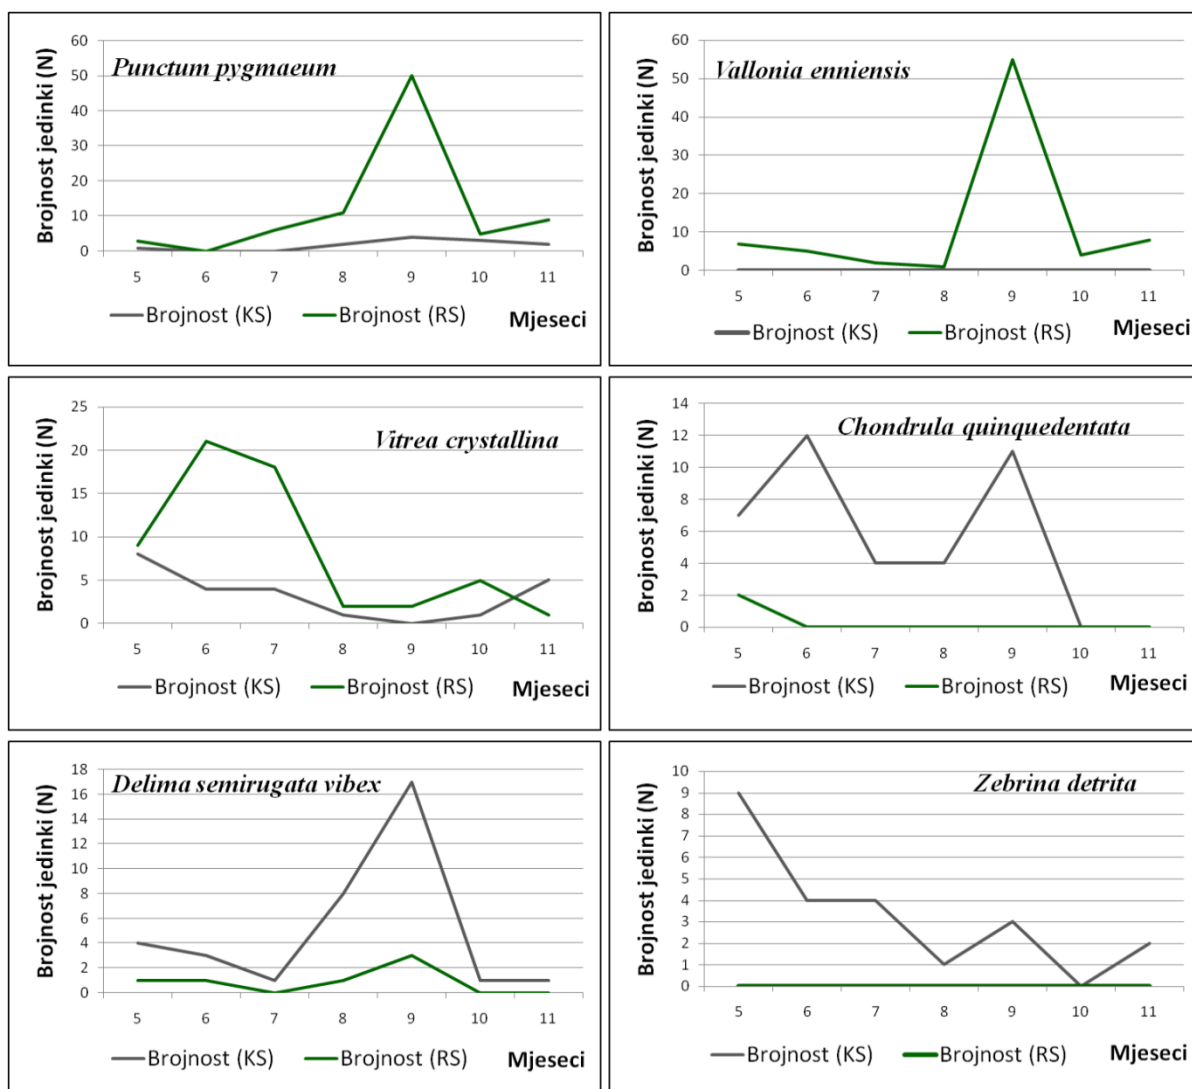 Punctum pygmaeum
Brojnost jedinki (N)
60
50
40
30
20
10
0
5 6 7 8 9 10 11
Brojnost (KS) Brojnost (RS) Mjeseci
Vallonia enniensis
Brojnost jedinki (N)
60
50
40
30
20
10
0
5 6 7 8 9 10 11
Brojnost (KS) Brojnost (RS) Mjeseci
Vitrea crystallina
Brojnost jedinki (N)
25
20
15
10
5
0
5 6 7 8 9 10 11
Brojnost (KS) Brojnost (RS) Mjeseci
Chondrula quinquedentata
Brojnost jedinki (N)
14
12
10
8
6
4
2
0
5 6 7 8 9 10 11
Brojnost (KS) Brojnost (RS) Mjeseci
Delima semirugata vibex
Brojnost jedinki (N)
18
16
14
12
10
8
6
4
2
0
5 6 7 8 9 10 11
Brojnost (KS) Brojnost (RS) Mjeseci
Zebrina detrita
Brojnost jedinki (N)
10
9
8
7
6
5
4
3
2
1
0
5 6 7 8 9 10 11
Brojnost (KS) Brojnost (RS) Mjeseci